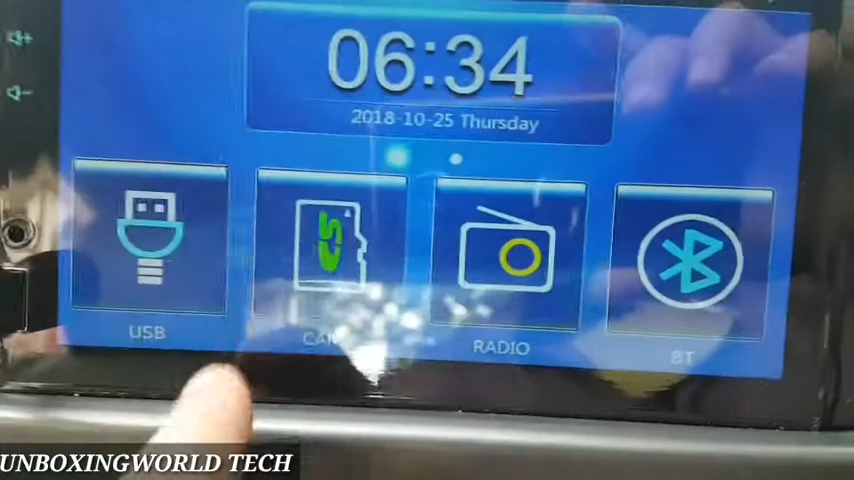 06:34
2018-10-25 Thursday
USB
RADIO
BT
UNBOXINGWORLD TECH